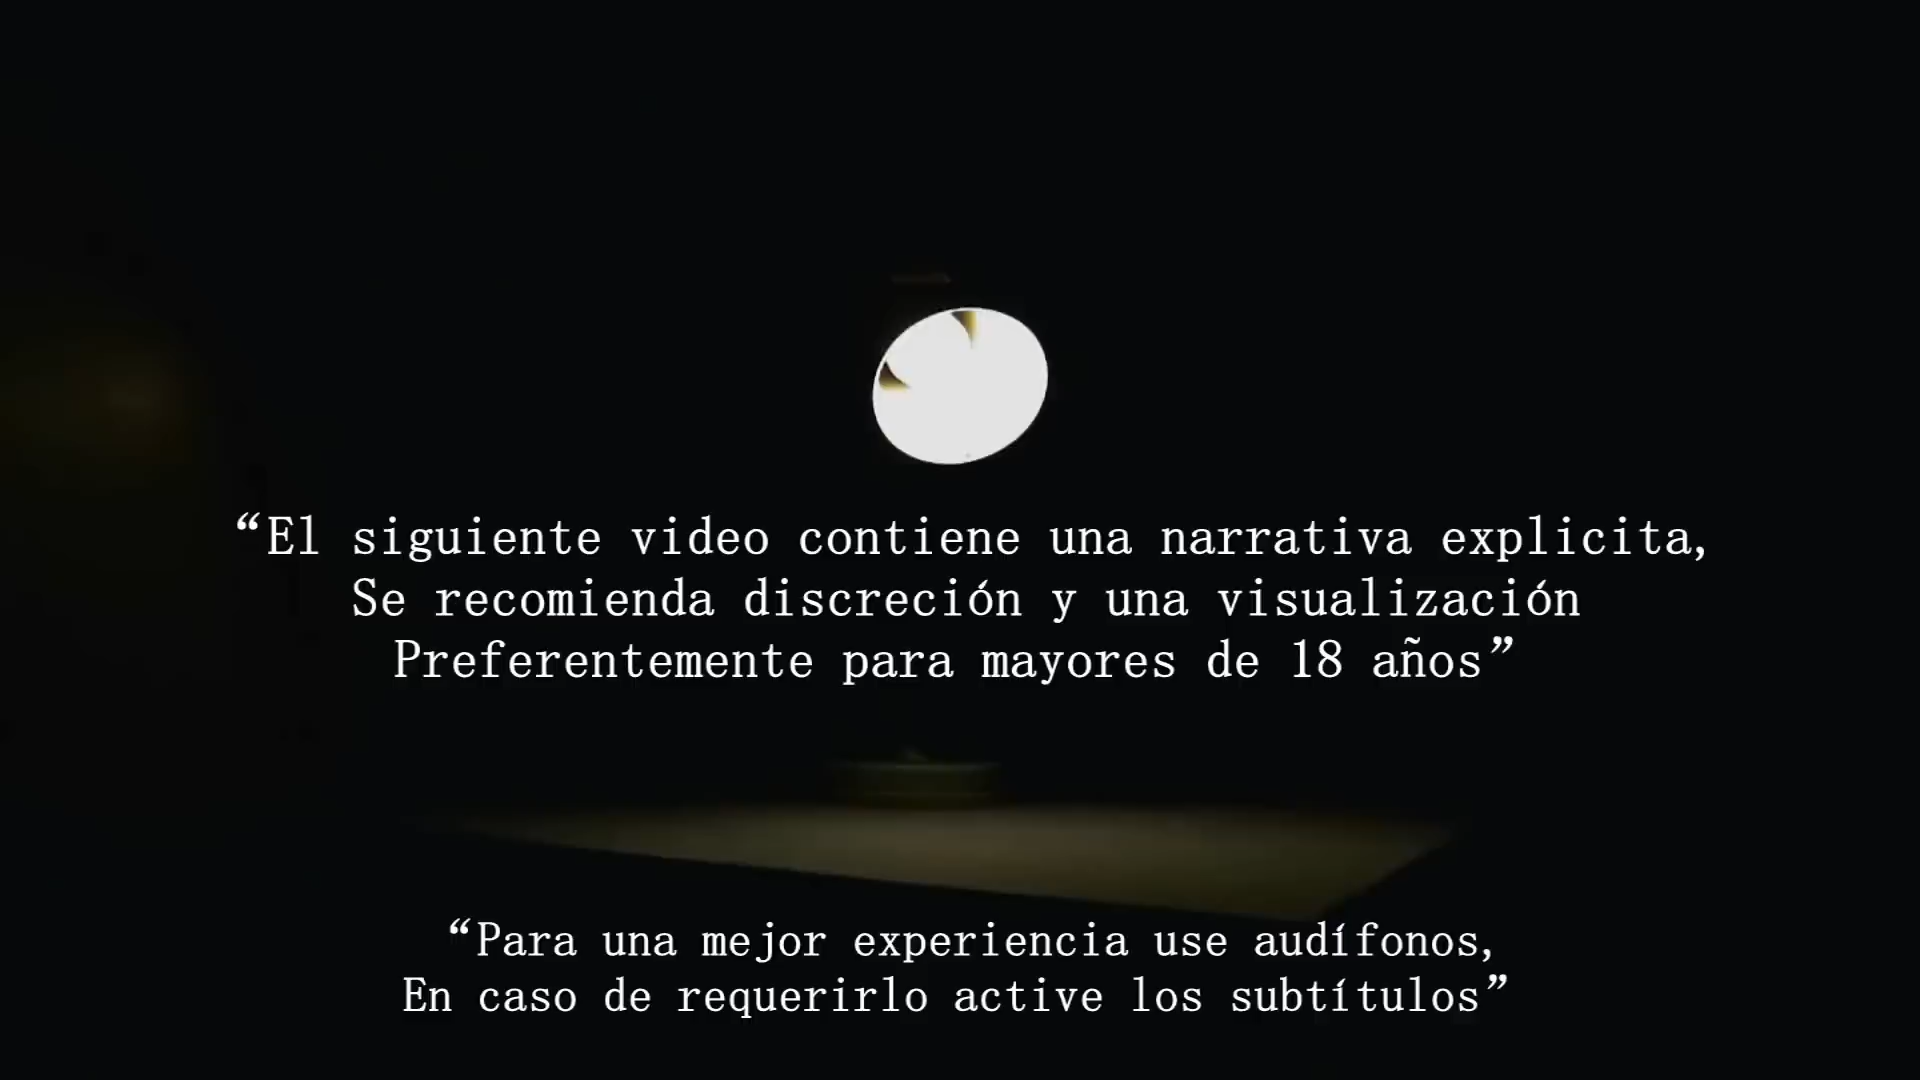 “El siguiente video contiene una narrativa explicita,
Se recomienda discreción y una visualización
Preferentemente para mayores de 18 años”
“Para una mejor experiencia use audífonos,
En caso de requerirlo active los subtítulos”